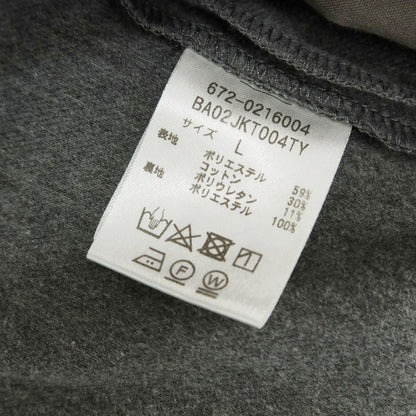 672-0216004
BA02JKT004TY
サイズ L
表地 ポリエステル 59%
コットン 30%
ポリウレタン 11%
裏地 ポリエステル 100%
F W